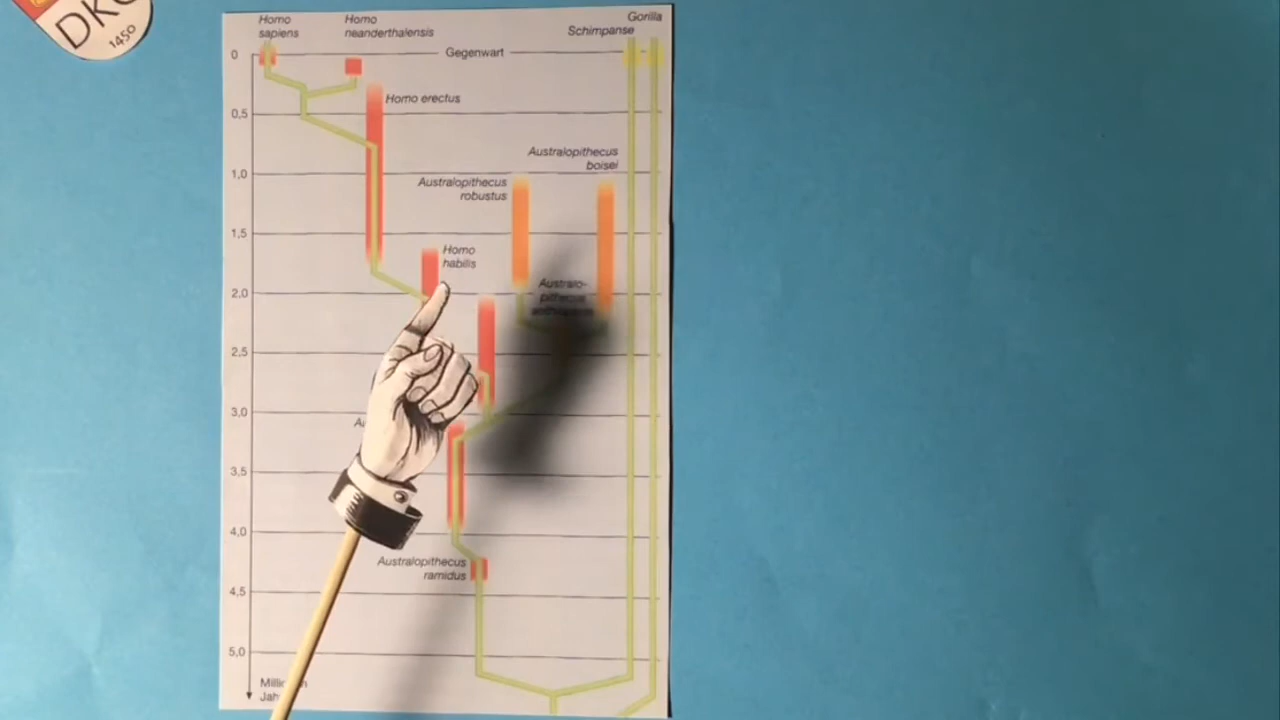 DKG
1450
Homo
sapiens
Homo
neanderthalensis
Gorilla
Schimpanse
0
Gegenwart
Homo erectus
0,5
Australopithecus
boisei
1,0
Australopithecus
robustus
1,5
Homo
habilis
2,0
Australo-
pithecus
2,5
3,0
3,5
4,0
Australopithecus
ramidus
4,5
5,0